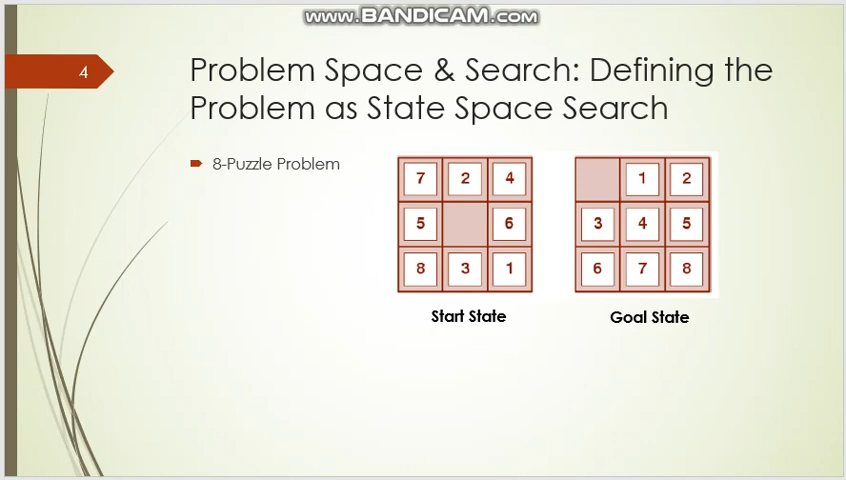 www.BANDICAM.com
4
Problem Space & Search: Defining the
Problem as State Space Search
8-Puzzle Problem
7 2 4
5 6
8 3 1
Start State
1 2
3 4 5
6 7 8
Goal State